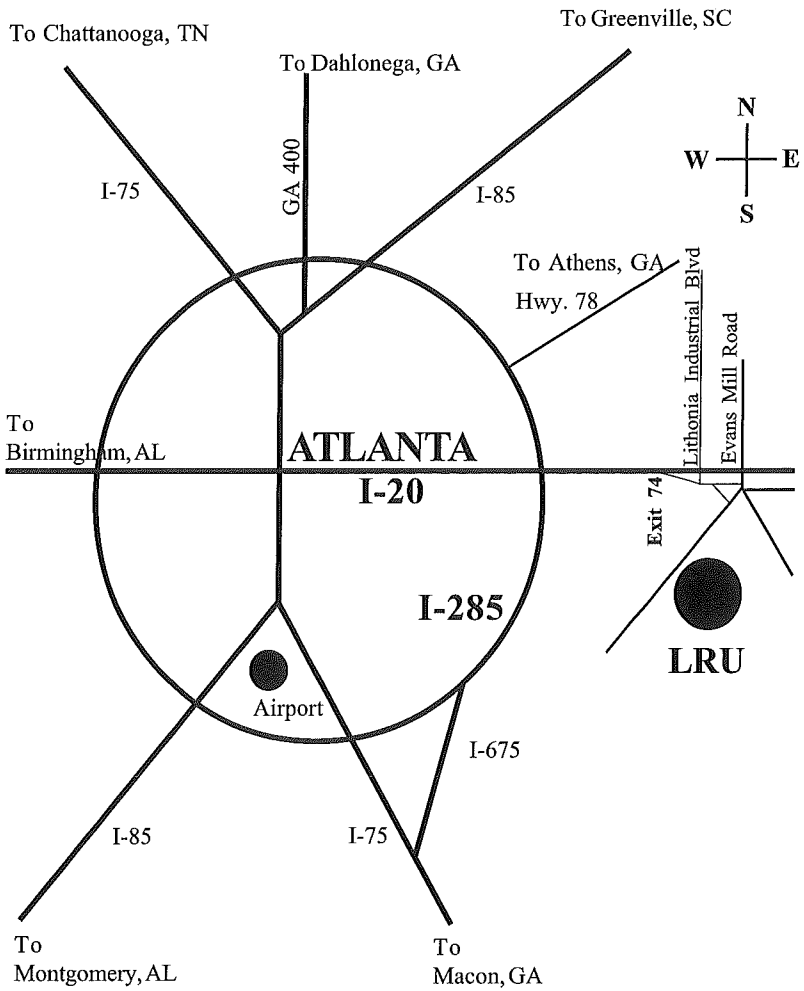 To Chattanooga, TN
To Dahlonega, GA
To Greenville, SC
N
W
E
S
I-75
GA 400
I-85
To Athens, GA
Hwy. 78
Lithonia Industrial Blvd
Evans Mill Road
To
Birmingham, AL
ATLANTA
I-20
Exit 74
I-285
LRU
Airport
I-675
I-85
I-75
To
Montgomery, AL
To
Macon, GA